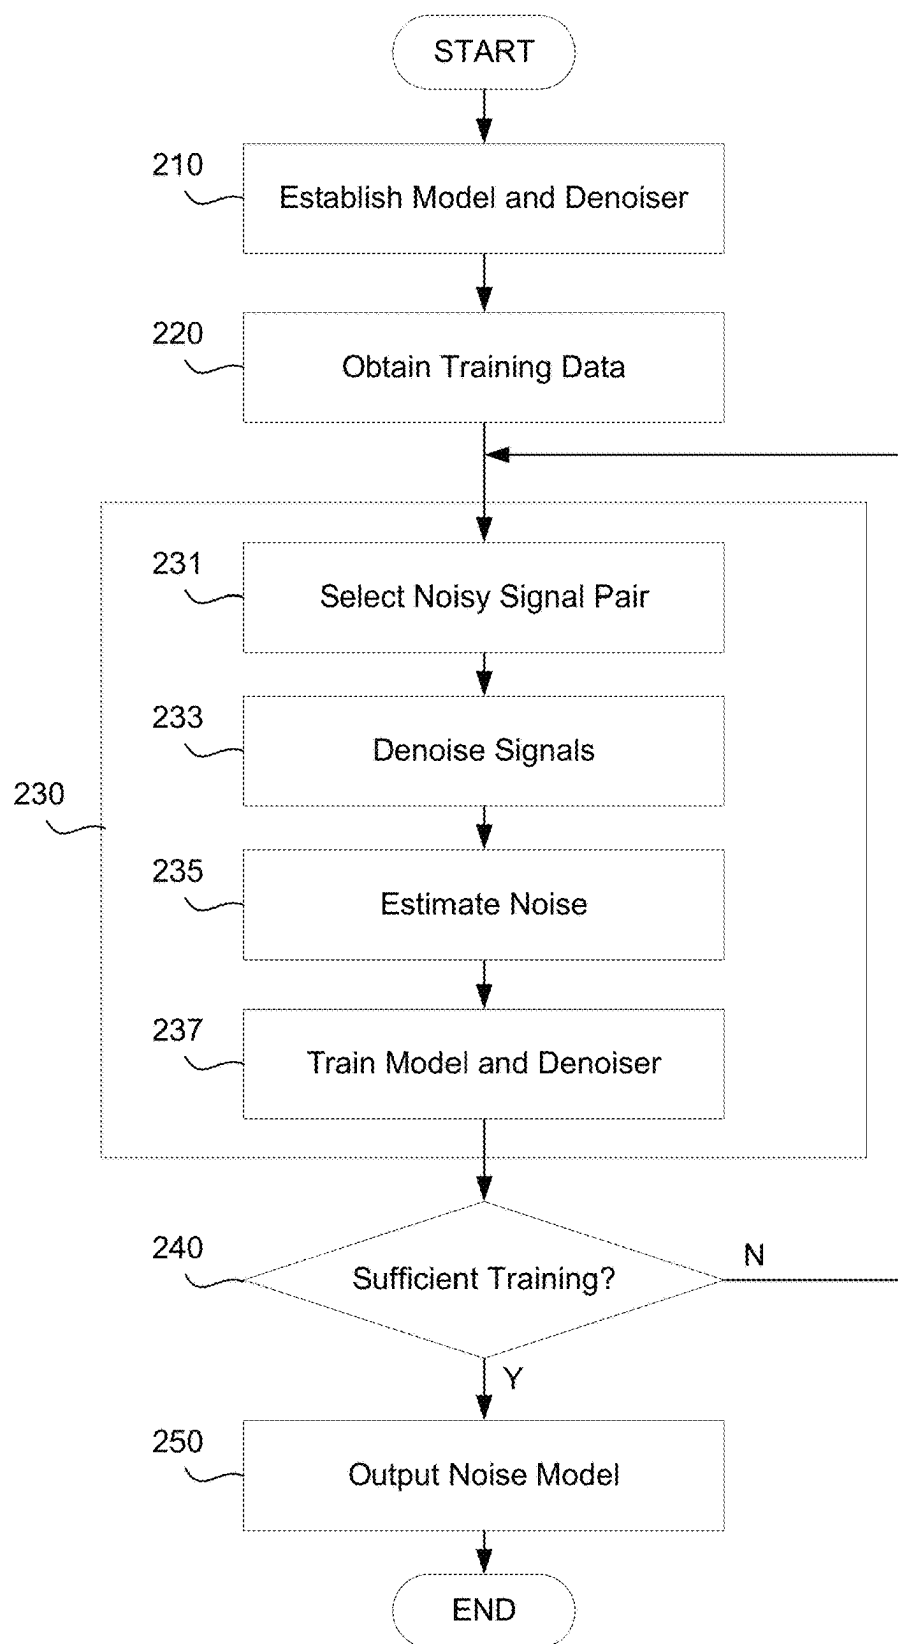 START
210
Establish Model and Denoiser
220
Obtain Training Data
231
Select Noisy Signal Pair
233
Denoise Signals
230
235
Estimate Noise
237
Train Model and Denoiser
240
Sufficient Training?
N
Y
250
Output Noise Model
END